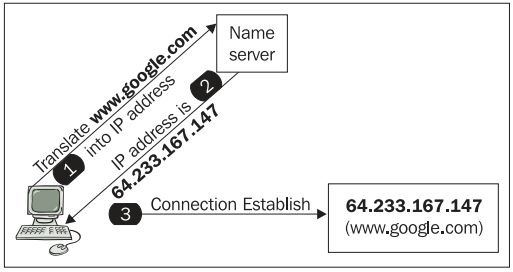 Name
server
Translate www.google.com
1 into IP address
IP address is 2
64.233.167.147
3 Connection Establish
64.233.167.147
(www.google.com)